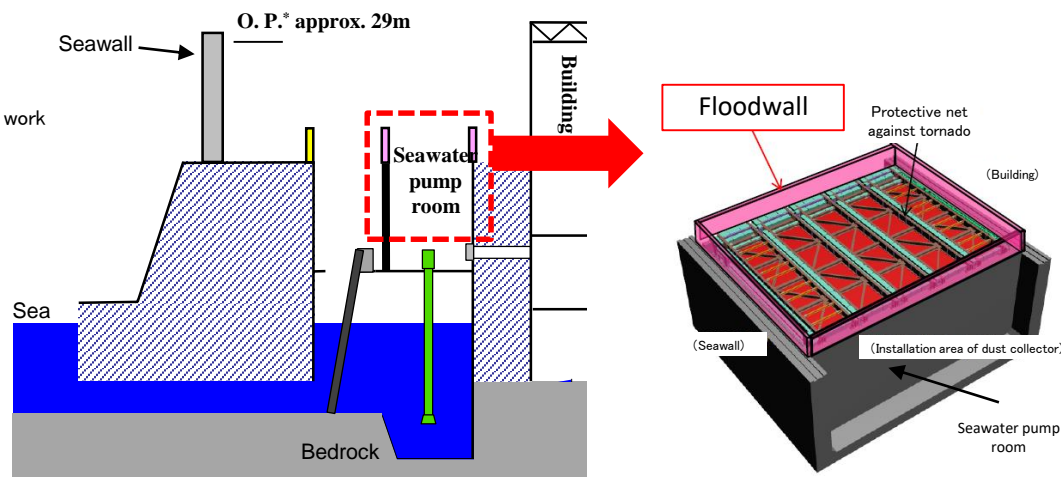 O. P.* approx. 29m
Seawall
work
Building
Seawater
pump
room
Sea
Bedrock
Floodwall
Protective net
against tornado
(Building)
(Seawall)
(Installation area of dust collector)
Seawater pump
room